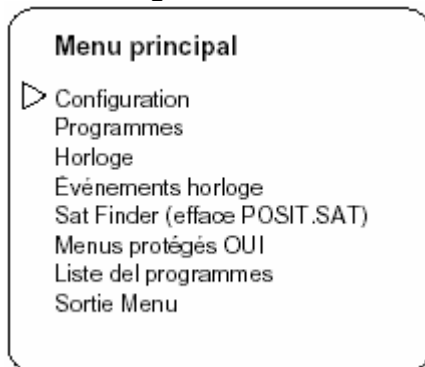 Menu principal
Configuration
Programmes
Horloge
Événements horloge
Sat Finder (efface POSIT.SAT)
Menus protégés OUI
Liste del programmes
Sortie Menu